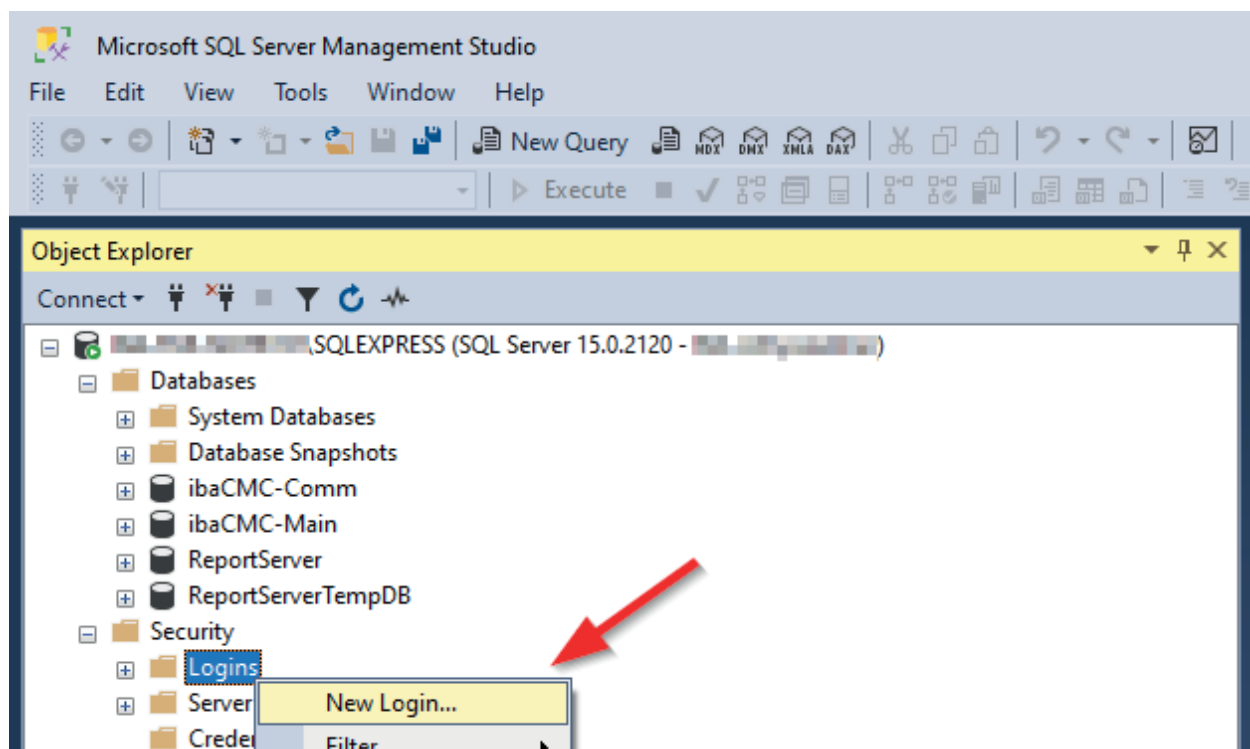 Microsoft SQL Server Management Studio
File Edit View Tools Window Help
New Query MDX DMX XMLA DAX
Execute
Object Explorer
Connect
\SQLEXPRESS (SQL Server 15.0.2120 - )
Databases
System Databases
Database Snapshots
ibaCMC-Comm
ibaCMC-Main
ReportServer
ReportServerTempDB
Security
Logins
Server New Login...
Filter